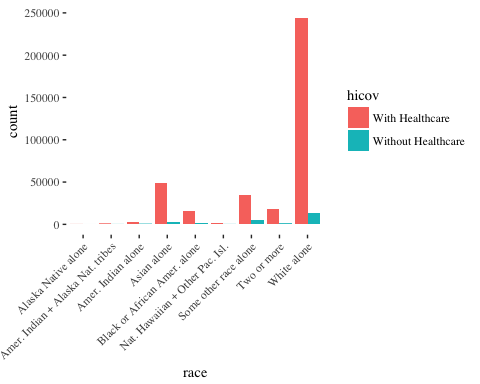 250000
200000
150000
100000
50000
0
count
hicov
With Healthcare
Without Healthcare
Alaska Native alone
Amer. Indian + Alaska Nat. tribes
Amer. Indian alone
Asian alone
Black or African Amer. alone
Nat. Hawaiian + Other Pac. Isl.
Some other race alone
Two or more
White alone
race